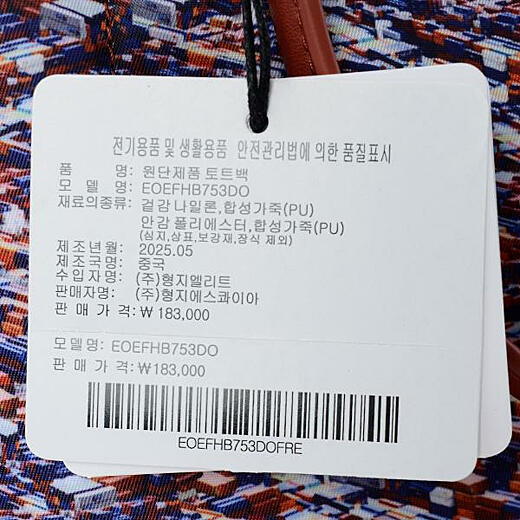 전기용품 및 생활용품 안전관리법에 의한 품질표시
품 명: 원단제품 토트백
모 델 명: EOEFHB753DO
재료의종류: 겉감 나일론,합성가죽(PU)
안감 폴리에스터,합성가죽(PU)
(심지,상표,보강재,장식 제외)
제조년월: 2025.05
제조국명: 중국
수입자명: (주)형지엘리트
판매자명: (주)형지에스콰이아
판 매 가 격:₩ 183,000
모델명: EOEFHB753DO
판 매 가 격:₩183,000
EOEFHB753DOFRE